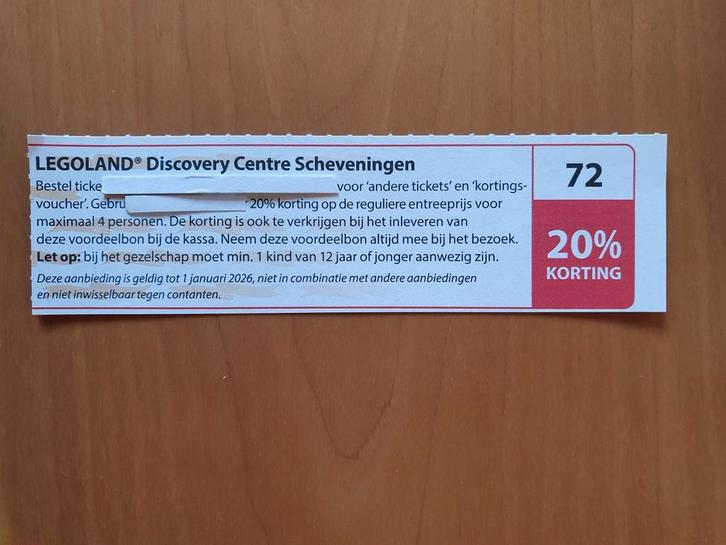 LEGOLAND® Discovery Centre Scheveningen
Bestel voor ‘andere tickets’ en ‘kortings-
voucher’. 20% korting op de reguliere entreeprijs voor
maximaal 4 personen. De korting is ook te verkrijgen bij het inleveren van
deze voordeelbon bij de kassa. Neem deze voordeelbon altijd mee bij het bezoek.
Let op: bij het gezelschap moet min. 1 kind van 12 jaar of jonger aanwezig zijn.
Deze aanbieding is geldig tot 1 januari 2026, niet in combinatie met andere aanbiedingen
en niet inwisselbaar tegen contanten.
72
20%
KORTING